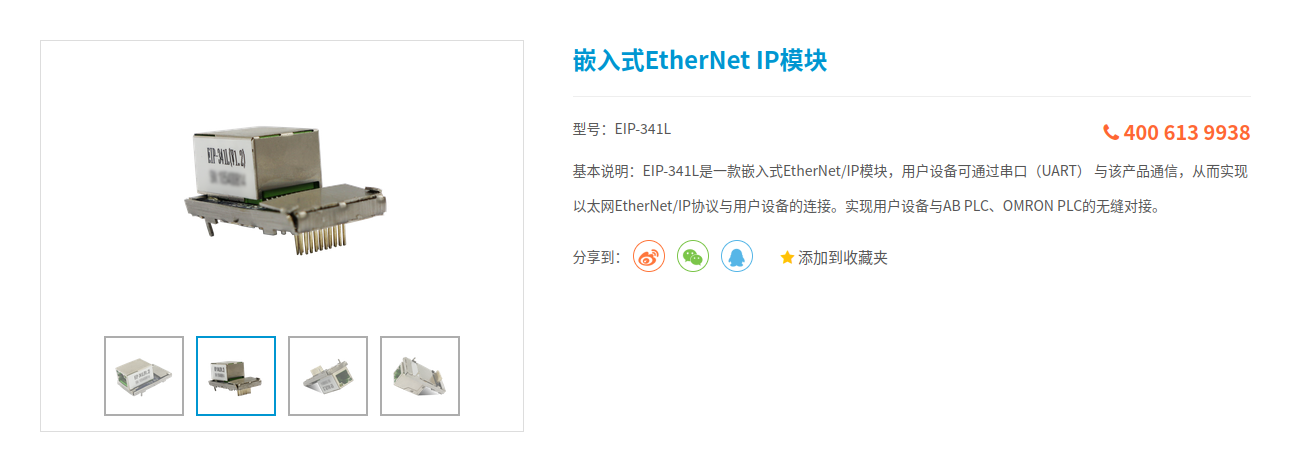 嵌入式EtherNet IP模块
型号：EIP-341L
400 613 9938
EIP-341L(V1.2)
基本说明：EIP-341L是一款嵌入式EtherNet/IP模块，用户设备可通过串口（UART） 与该产品通信，从而实现
以太网EtherNet/IP协议与用户设备的连接。实现用户设备与AB PLC、OMRON PLC的无缝对接。
分享到：
添加到收藏夹